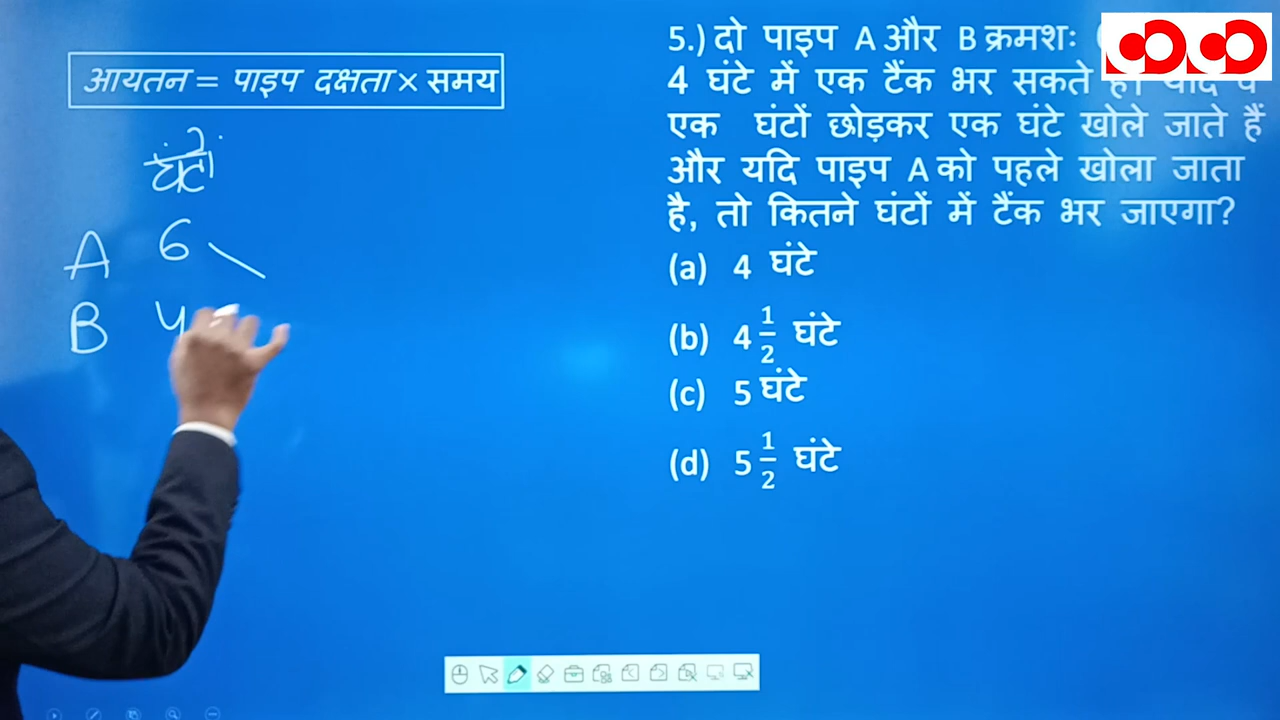 आयतन = पाइप दक्षता × समय
घंटों
A 6
B 4
5.) दो पाइप A और B क्रमशः
4 घंटे में एक टैंक भर सकते
एक घंटों छोड़कर एक घंटे खोले जाते हैं
और यदि पाइप A को पहले खोला जाता
है, तो कितने घंटों में टैंक भर जाएगा?
(a) 4 घंटे
(b) 4 1/2 घंटे
(c) 5 घंटे
(d) 5 1/2 घंटे